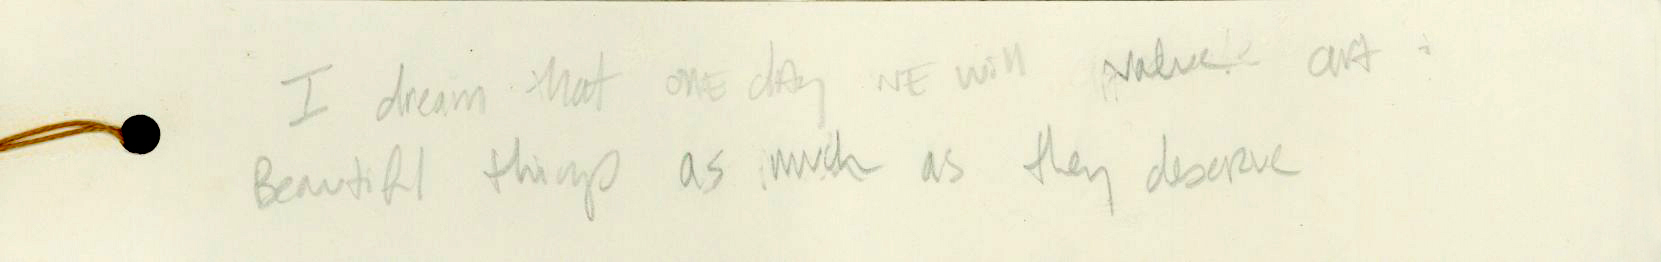 I dream that ONE day WE will value art +
Beautiful things as much as they deserve